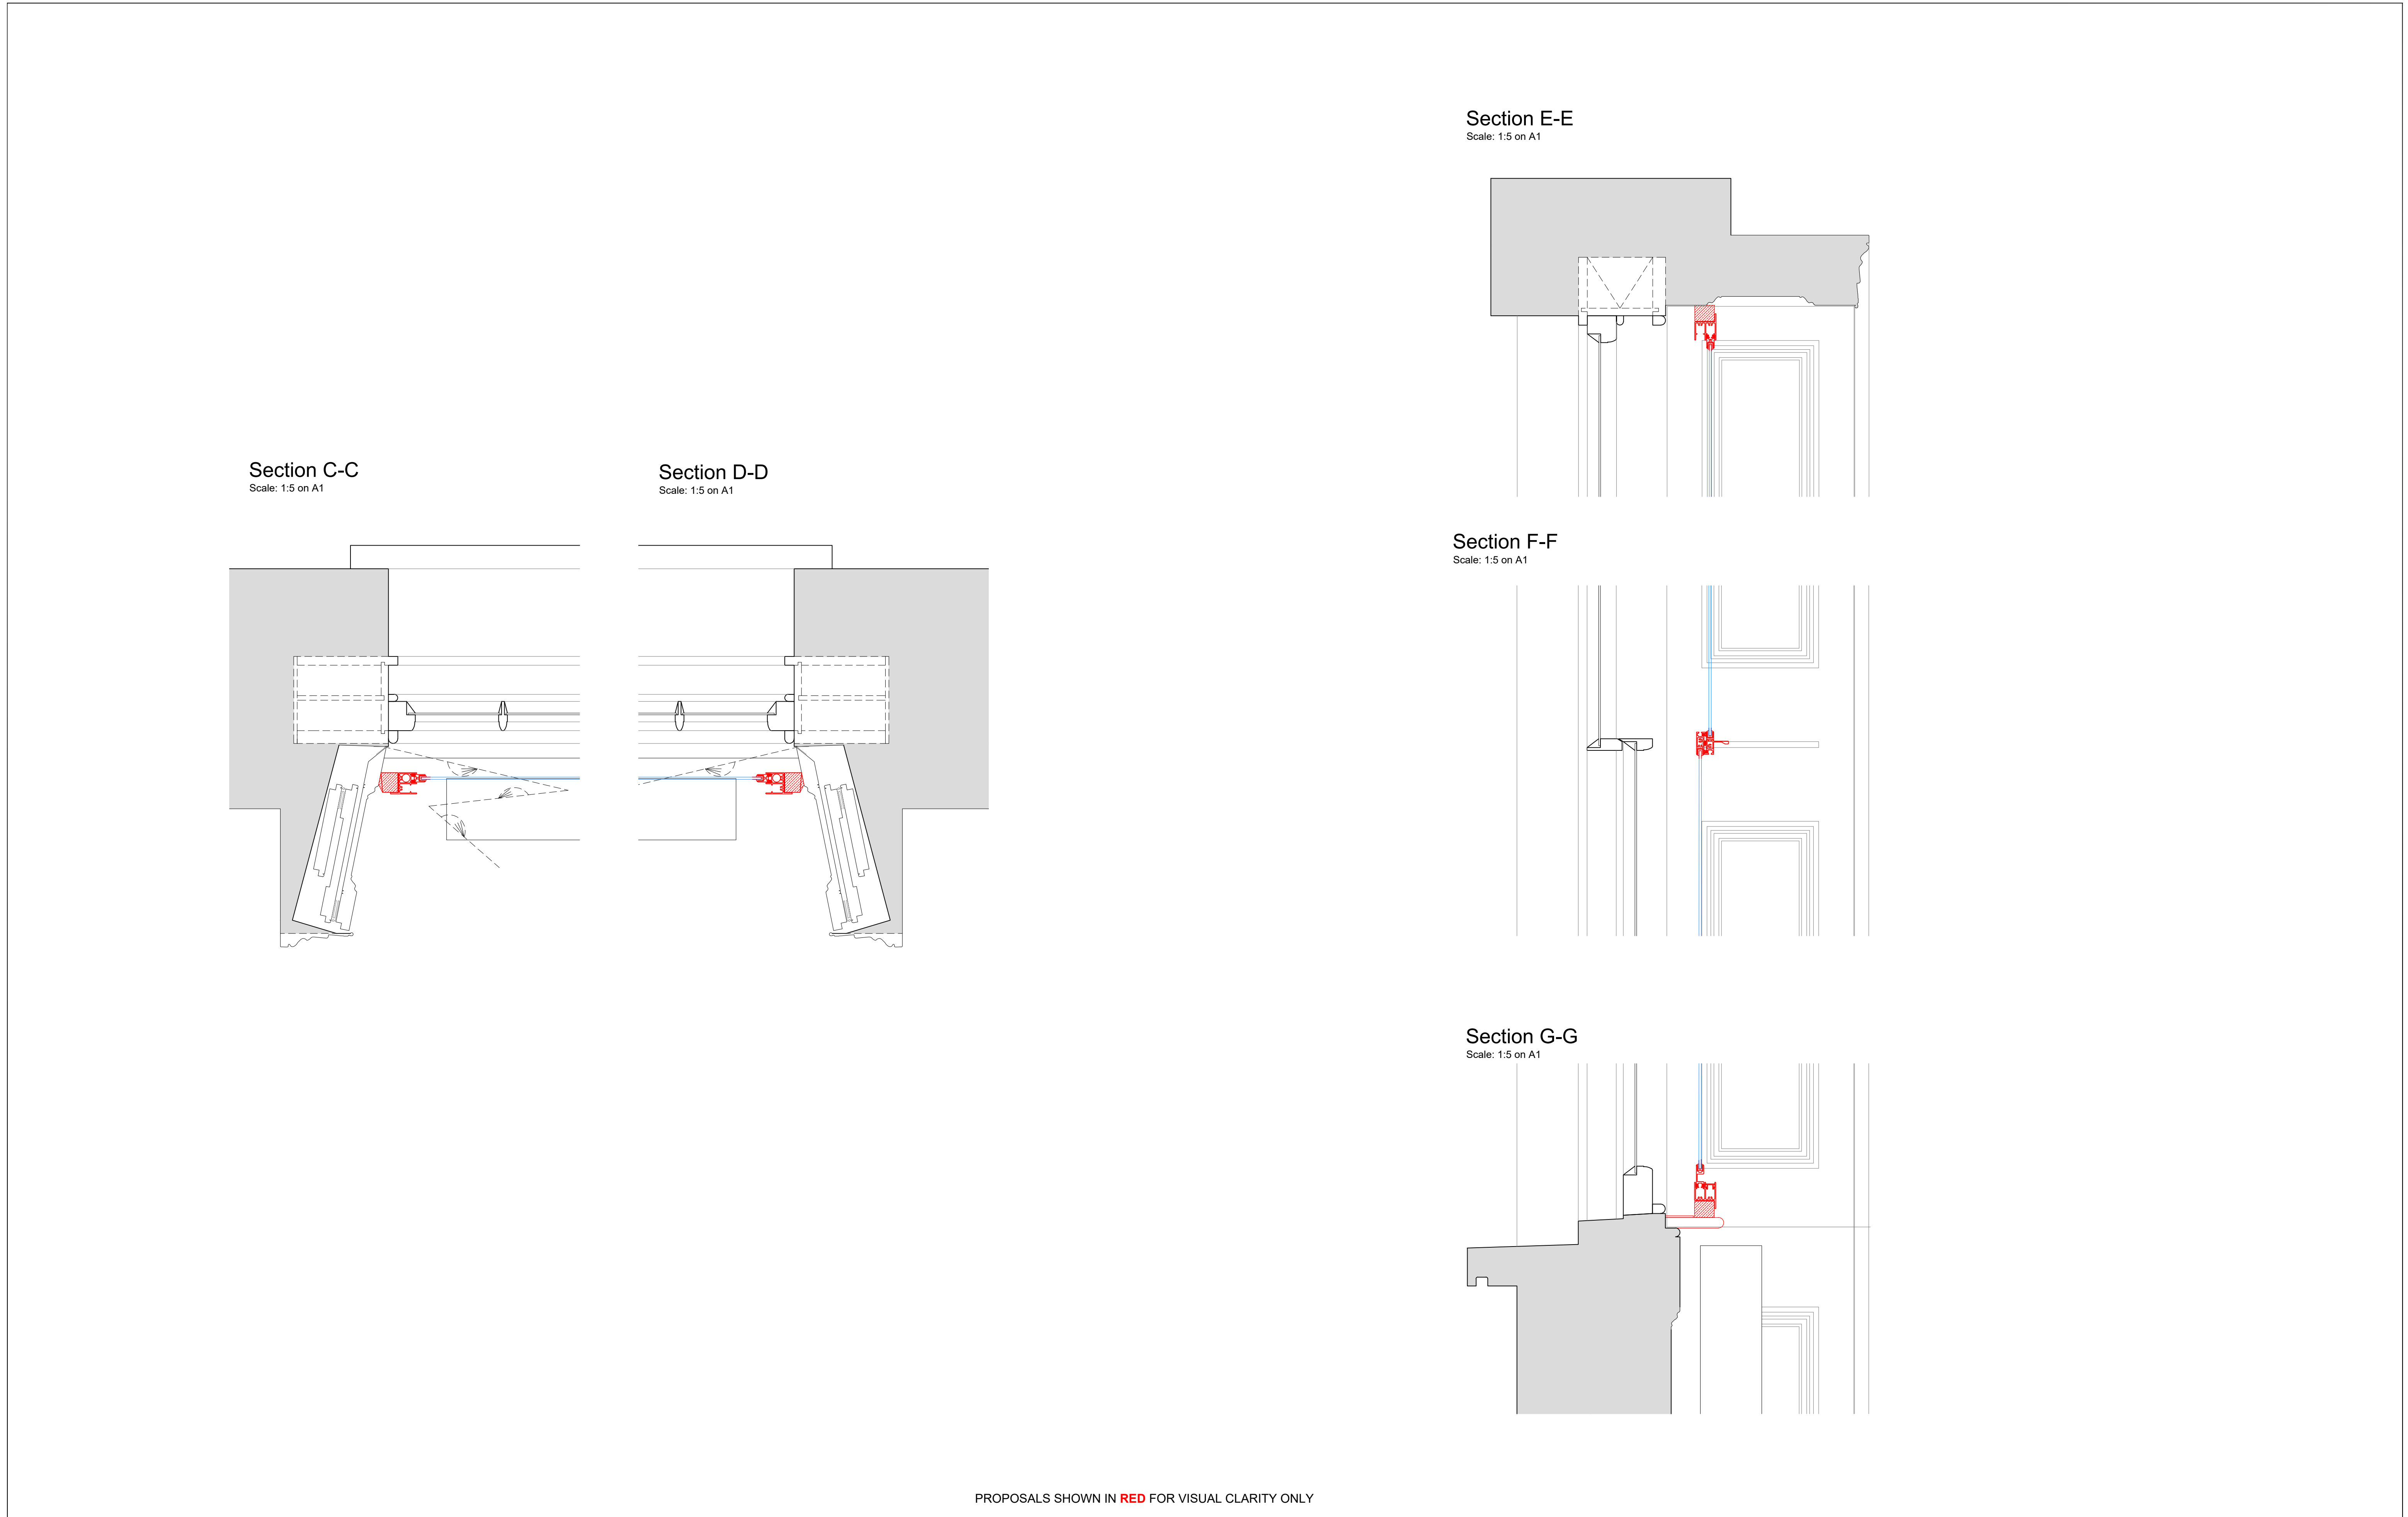 Section E-E
Scale: 1:5 on A1
Section C-C
Scale: 1:5 on A1
Section D-D
Scale: 1:5 on A1
Section F-F
Scale: 1:5 on A1
Section G-G
Scale: 1:5 on A1
PROPOSALS SHOWN IN RED FOR VISUAL CLARITY ONLY